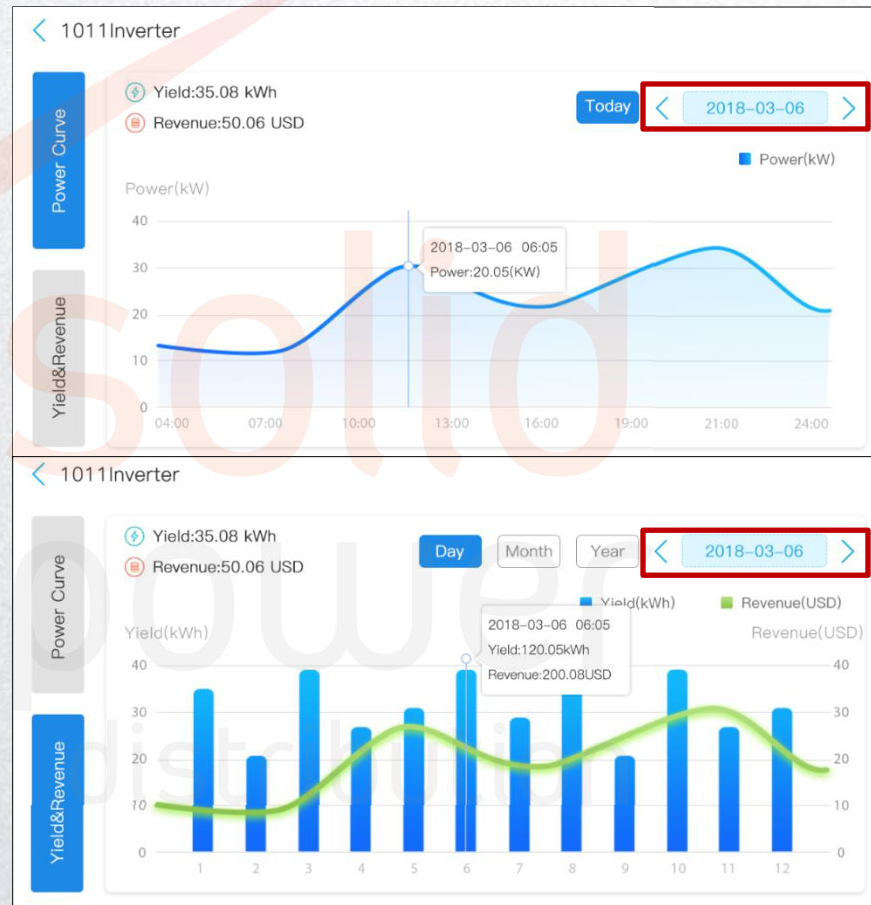 1011Inverter
Power Curve
Yield&Revenue
Yield:35.08 kWh
Revenue:50.06 USD
Today
2018-03-06
Power(kW)
Power(kW)
40
30
20
10
0
2018-03-06 06:05
Power:20.05(KW)
04:00 07:00 10:00 13:00 16:00 19:00 21:00 24:00
1011Inverter
Power Curve
Yield&Revenue
Yield:35.08 kWh
Revenue:50.06 USD
Day Month Year 2018-03-06
Yield(kWh) Revenue(USD)
Yield(kWh) Revenue(USD)
2018-03-06 06:05
Yield:120.05kWh
Revenue:200.08USD
40 40
30 30
20 20
10 10
0 0
1 2 3 4 5 6 7 8 9 10 11 12
solid
power
distribution